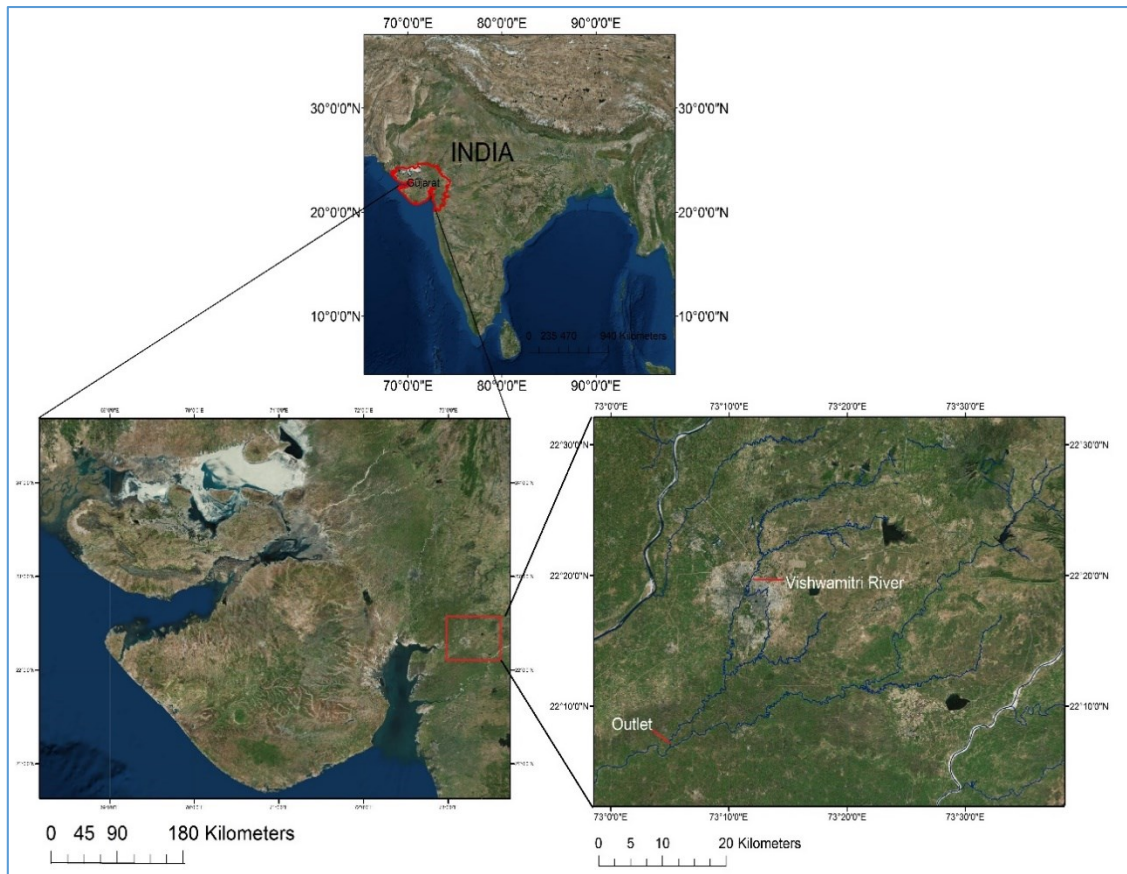 70°0'0"E 80°0'0"E 90°0'0"E
30°0'0"N 30°0'0"N
INDIA
Gujarat
20°0'0"N 20°0'0"N
10°0'0"N 10°0'0"N
0 235 470 940 Kilometers
70°0'0"E 80°0'0"E 90°0'0"E
73°0'0"E 73°10'0"E 73°20'0"E 73°30'0"E
22°30'0"N 22°30'0"N
22°20'0"N 22°20'0"N
Vishwamitri River
22°10'0"N 22°10'0"N
Outlet
73°0'0"E 73°10'0"E 73°20'0"E 73°30'0"E
0 45 90 180 Kilometers
0 5 10 20 Kilometers